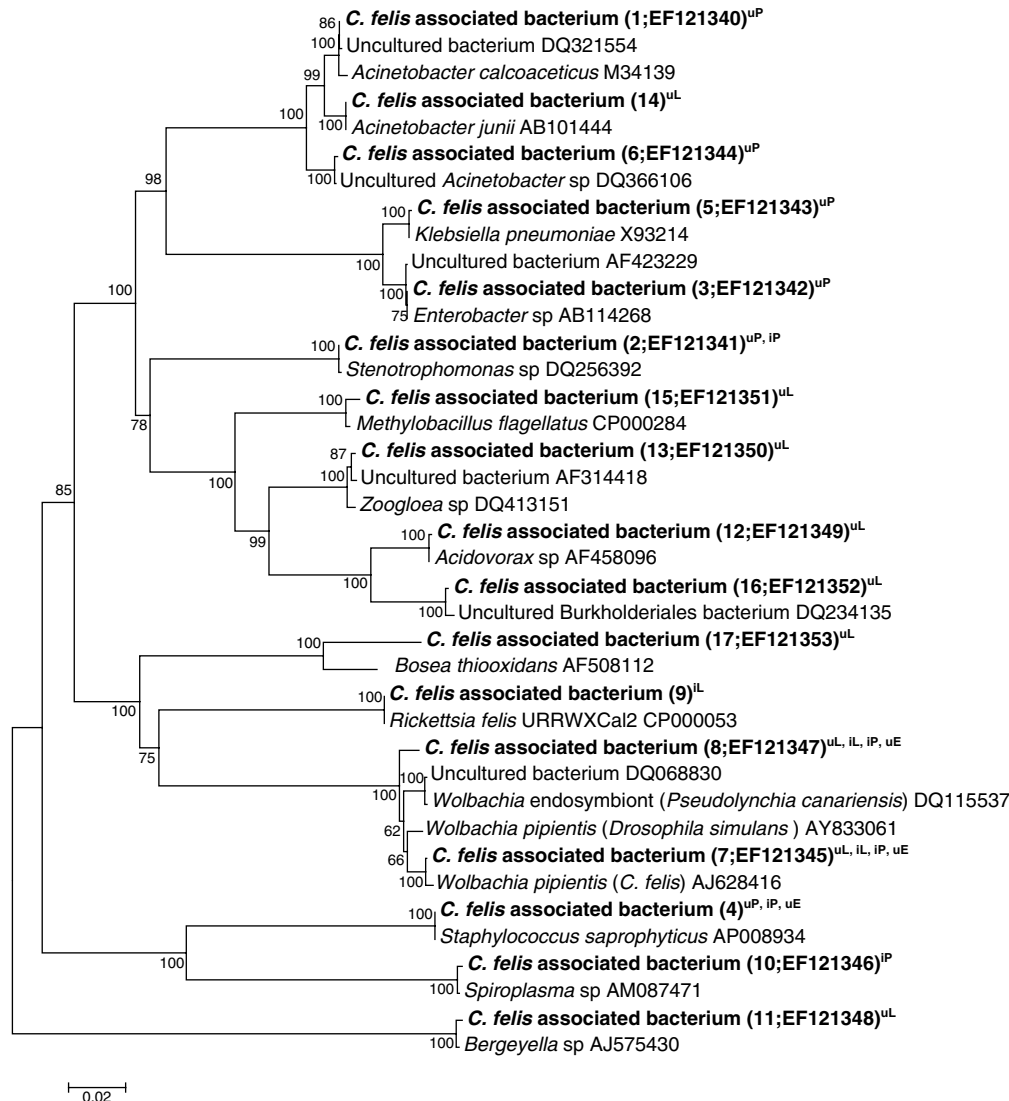 86
C. felis associated bacterium (1;EF121340)uP
100
Uncultured bacterium DQ321554
99
Acinetobacter calcoaceticus M34139
C. felis associated bacterium (14)uL
100
100
Acinetobacter junii AB101444
C. felis associated bacterium (6;EF121344)uP
98
100
Uncultured Acinetobacter sp DQ366106
100
C. felis associated bacterium (5;EF121343)uP
Klebsiella pneumoniae X93214
100
Uncultured bacterium AF423229
100
100
C. felis associated bacterium (3;EF121342)uP
75
Enterobacter sp AB114268
100
C. felis associated bacterium (2;EF121341)uP, iP
Stenotrophomonas sp DQ256392
100
C. felis associated bacterium (15;EF121351)uL
78
Methylobacillus flagellatus CP000284
87
C. felis associated bacterium (13;EF121350)uL
100
100
Uncultured bacterium AF314418
85
Zoogloea sp DQ413151
99
100
C. felis associated bacterium (12;EF121349)uL
Acidovorax sp AF458096
100
C. felis associated bacterium (16;EF121352)uL
100
Uncultured Burkholderiales bacterium DQ234135
100
C. felis associated bacterium (17;EF121353)uL
Bosea thiooxidans AF508112
100
100
C. felis associated bacterium (9)iL
Rickettsia felis URRWXCal2 CP000053
75
C. felis associated bacterium (8;EF121347)uL, iL, iP, uE
100
Uncultured bacterium DQ068830
100
Wolbachia endosymbiont (Pseudolynchia canariensis) DQ115537
62
Wolbachia pipientis (Drosophila simulans ) AY833061
66
C. felis associated bacterium (7;EF121345)uL, iL, iP, uE
100
Wolbachia pipientis (C. felis) AJ628416
100
C. felis associated bacterium (4)uP, iP, uE
Staphylococcus saprophyticus AP008934
100
C. felis associated bacterium (10;EF121346)iP
100
Spiroplasma sp AM087471
C. felis associated bacterium (11;EF121348)uL
100
Bergeyella sp AJ575430
0.02